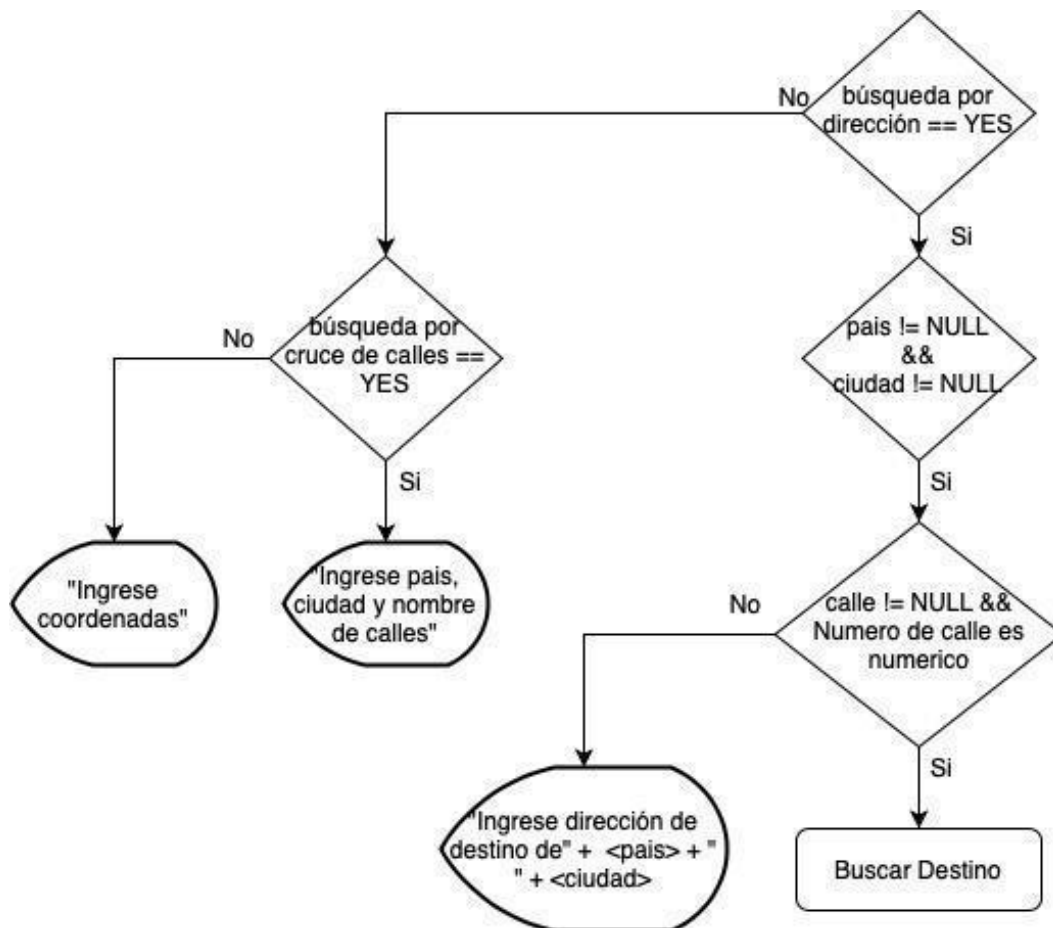 No
búsqueda por
dirección == YES
Si
No
búsqueda por
cruce de calles ==
YES
pais != NULL
&&
ciudad != NULL
Si
Si
"Ingrese
coordenadas"
"Ingrese pais,
ciudad y nombre
de calles"
No
calle != NULL &&
Numero de calle es
numerico
Si
"Ingrese dirección de
destino de" + <pais> + "
" + <ciudad>
Buscar Destino